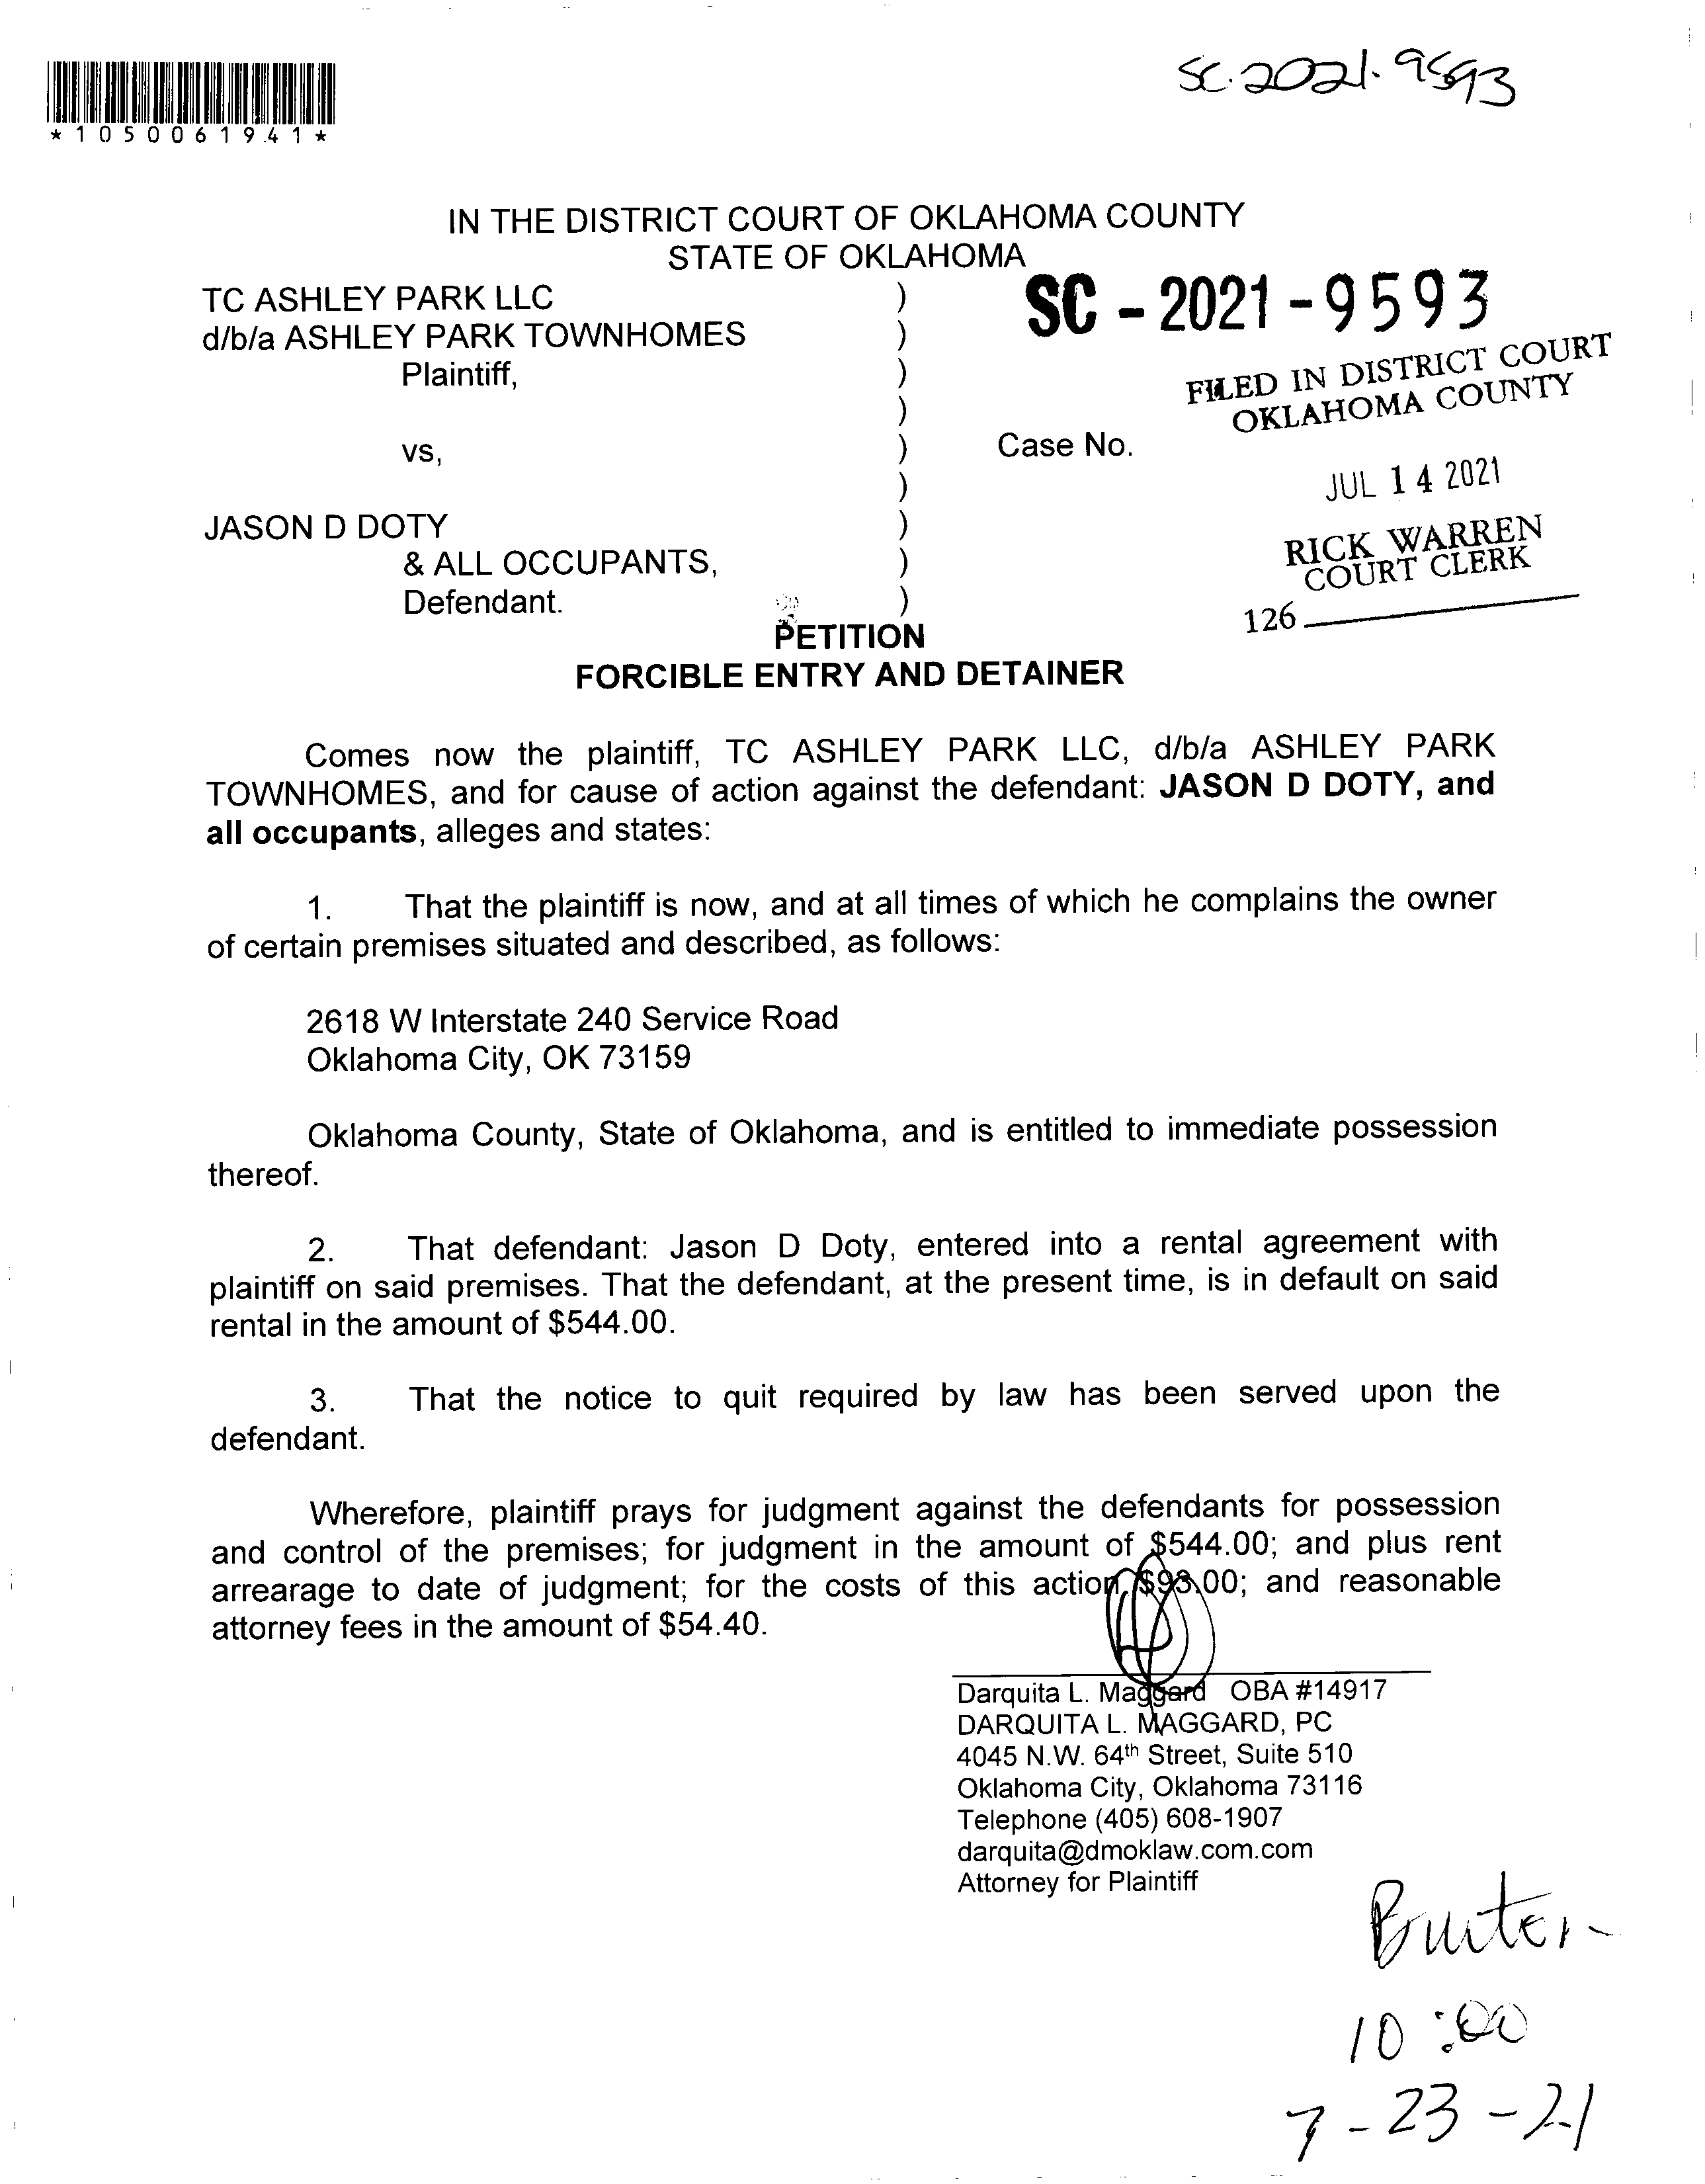 SC-2021-9593
*1050061941*
IN THE DISTRICT COURT OF OKLAHOMA COUNTY
STATE OF OKLAHOMA
TC ASHLEY PARK LLC )
d/b/a ASHLEY PARK TOWNHOMES )
Plaintiff, )
)
vs, )
)
JASON D DOTY )
& ALL OCCUPANTS, )
Defendant. )
SC - 2021 - 9593
FILED IN DISTRICT COURT
OKLAHOMA COUNTY
Case No.
JUL 14 2021
RICK WARREN
COURT CLERK
126
PETITION
FORCIBLE ENTRY AND DETAINER
Comes now the plaintiff, TC ASHLEY PARK LLC, d/b/a ASHLEY PARK
TOWNHOMES, and for cause of action against the defendant: JASON D DOTY, and
all occupants, alleges and states:
1. That the plaintiff is now, and at all times of which he complains the owner
of certain premises situated and described, as follows:
2618 W Interstate 240 Service Road
Oklahoma City, OK 73159
Oklahoma County, State of Oklahoma, and is entitled to immediate possession
thereof.
2. That defendant: Jason D Doty, entered into a rental agreement with
plaintiff on said premises. That the defendant, at the present time, is in default on said
rental in the amount of $544.00.
3. That the notice to quit required by law has been served upon the
defendant.
Wherefore, plaintiff prays for judgment against the defendants for possession
and control of the premises; for judgment in the amount of $544.00; and plus rent
arrearage to date of judgment; for the costs of this action, $93.00; and reasonable
attorney fees in the amount of $54.40.
Darquita L. Maggard OBA #14917
DARQUITA L. MAGGARD, PC
4045 N.W. 64th Street, Suite 510
Oklahoma City, Oklahoma 73116
Telephone (405) 608-1907
darquita@dmoklaw.com.com
Attorney for Plaintiff
10:00
7-23-21